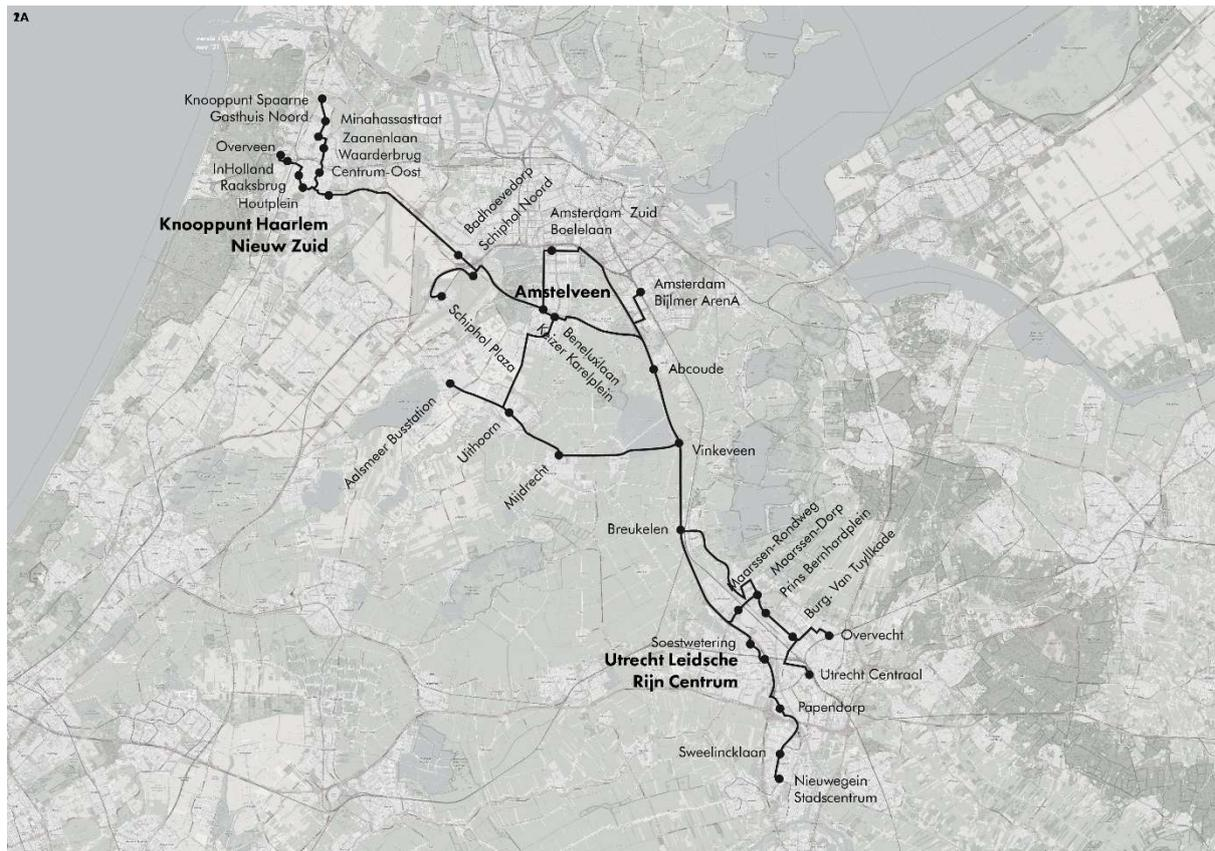 2A
Knooppunt Spaarne
Gasthuis Noord
Minahassastraat
Zaanenlaan
Waarderbrug
Centrum-Oost
Overveen
InHolland
Raaksbrug
Houtplein
Knooppunt Haarlem
Nieuw Zuid
Badhoevedorp
Schiphol Noord
Amsterdam Zuid
Boelelaan
Amstelveen
Amsterdam
Bijlmer ArenA
Schiphol Plaza
Beneluxlaan
Keizer Karelplein
Abcoude
Aalsmeer Busstation
Uithoorn
Mijdrecht
Vinkeveen
Breukelen
Maarssen-Rondweg
Maarssen-Dorp
Prins Bernhardplein
Burg. Van Tuyllkade
Overvecht
Soestwetering
Utrecht Leidsche
Rijn Centrum
Utrecht Centraal
Papendorp
Sweelincklaan
Nieuwegein
Stadscentrum